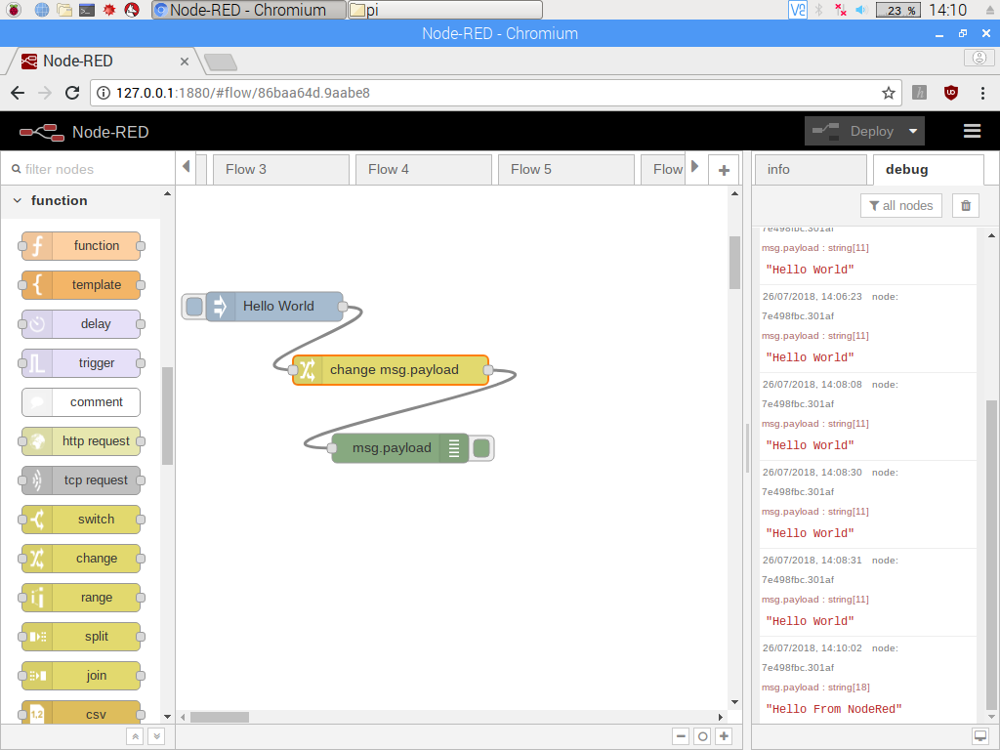 Node-RED - Chromium
pi
23 %
14:10
Node-RED - Chromium
Node-RED
127.0.0.1:1880/#flow/86baa64d.9aabe8
Node-RED
Deploy
filter nodes
Flow 3
Flow 4
Flow 5
Flow
info
debug
function
all nodes
function
template
delay
trigger
comment
http request
tcp request
switch
change
range
split
join
csv
Hello World
change msg.payload
msg.payload
7e498fbc.301af
msg.payload : string[11]
"Hello World"
26/07/2018, 14:06:23 node:
7e498fbc.301af
msg.payload : string[11]
"Hello World"
26/07/2018, 14:08:08 node:
7e498fbc.301af
msg.payload : string[11]
"Hello World"
26/07/2018, 14:08:30 node:
7e498fbc.301af
msg.payload : string[11]
"Hello World"
26/07/2018, 14:08:31 node:
7e498fbc.301af
msg.payload : string[11]
"Hello World"
26/07/2018, 14:10:02 node:
7e498fbc.301af
msg.payload : string[18]
"Hello From NodeRed"